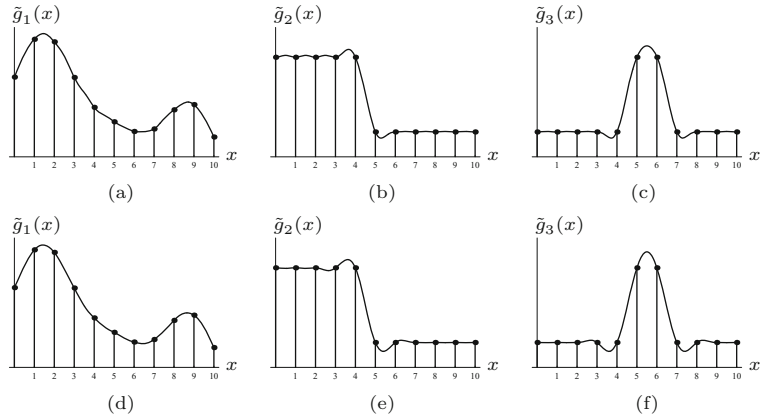 g̃₁(x) g̃₂(x) g̃₃(x)
1 2 3 4 5 6 7 8 9 10 x 1 2 3 4 5 6 7 8 9 10 x 1 2 3 4 5 6 7 8 9 10 x
(a) (b) (c)
g̃₁(x) g̃₂(x) g̃₃(x)
1 2 3 4 5 6 7 8 9 10 x 1 2 3 4 5 6 7 8 9 10 x 1 2 3 4 5 6 7 8 9 10 x
(d) (e) (f)